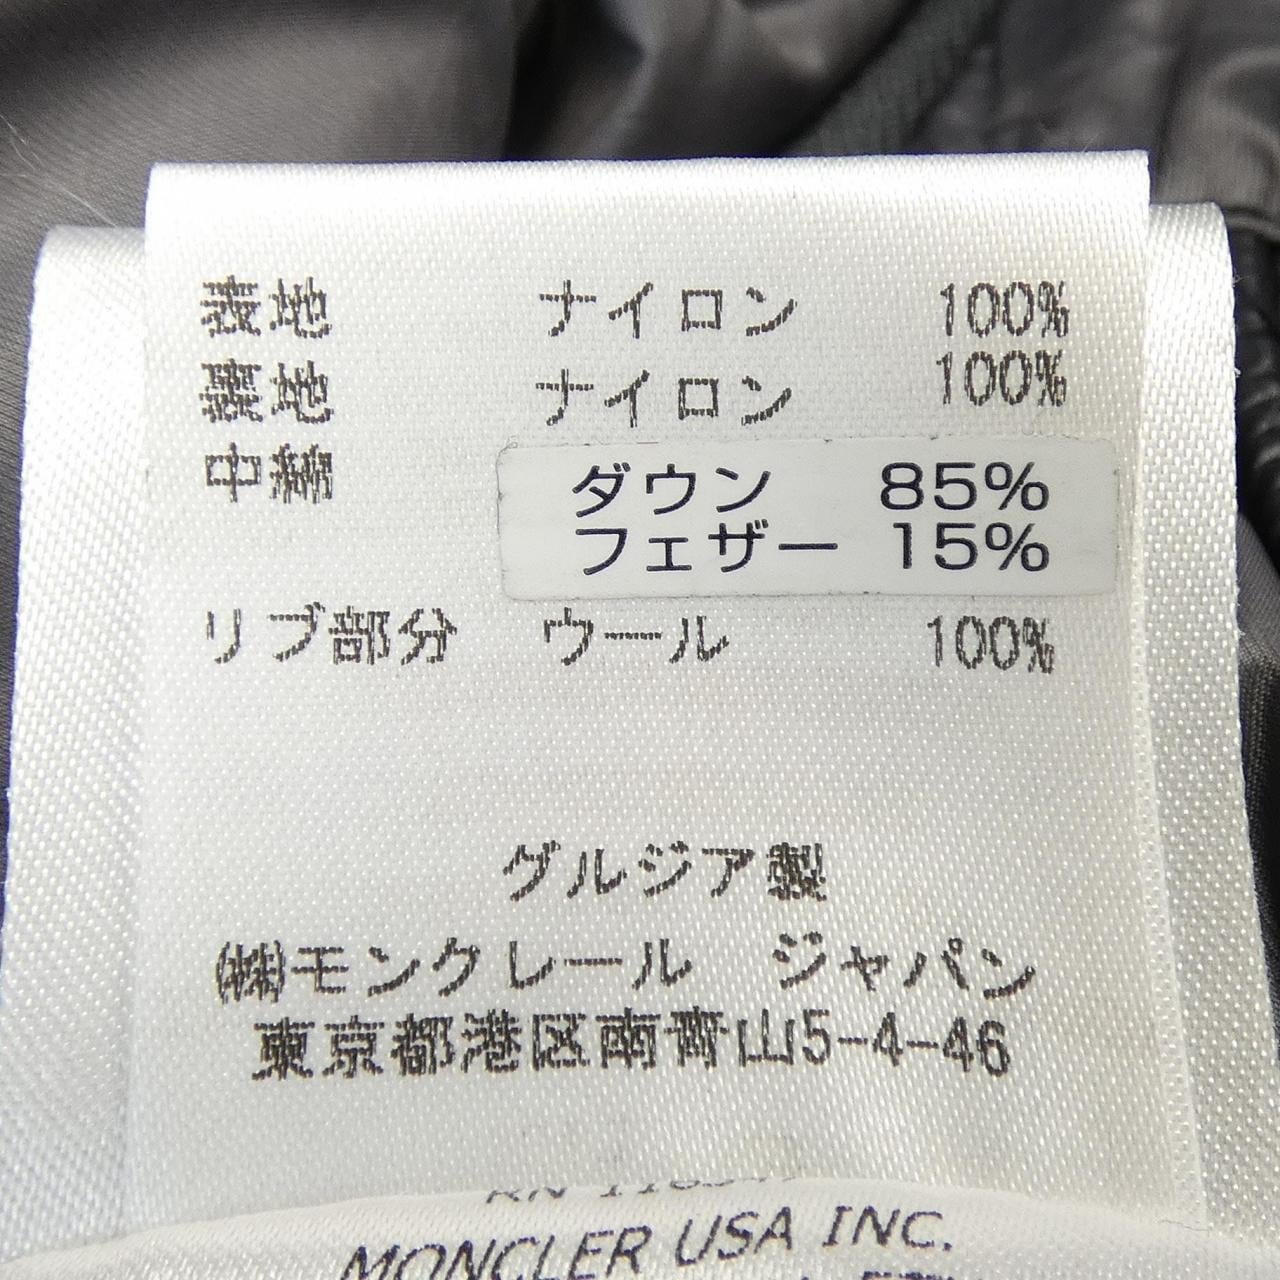 表地 ナイロン 100%
裏地 ナイロン 100%
中綿 ダウン 85%
フェザー 15%
リブ部分 ウール 100%
グルジア製
㈱モンクレール ジャパン
東京都港区南青山5-4-46
MONCLER USA INC.